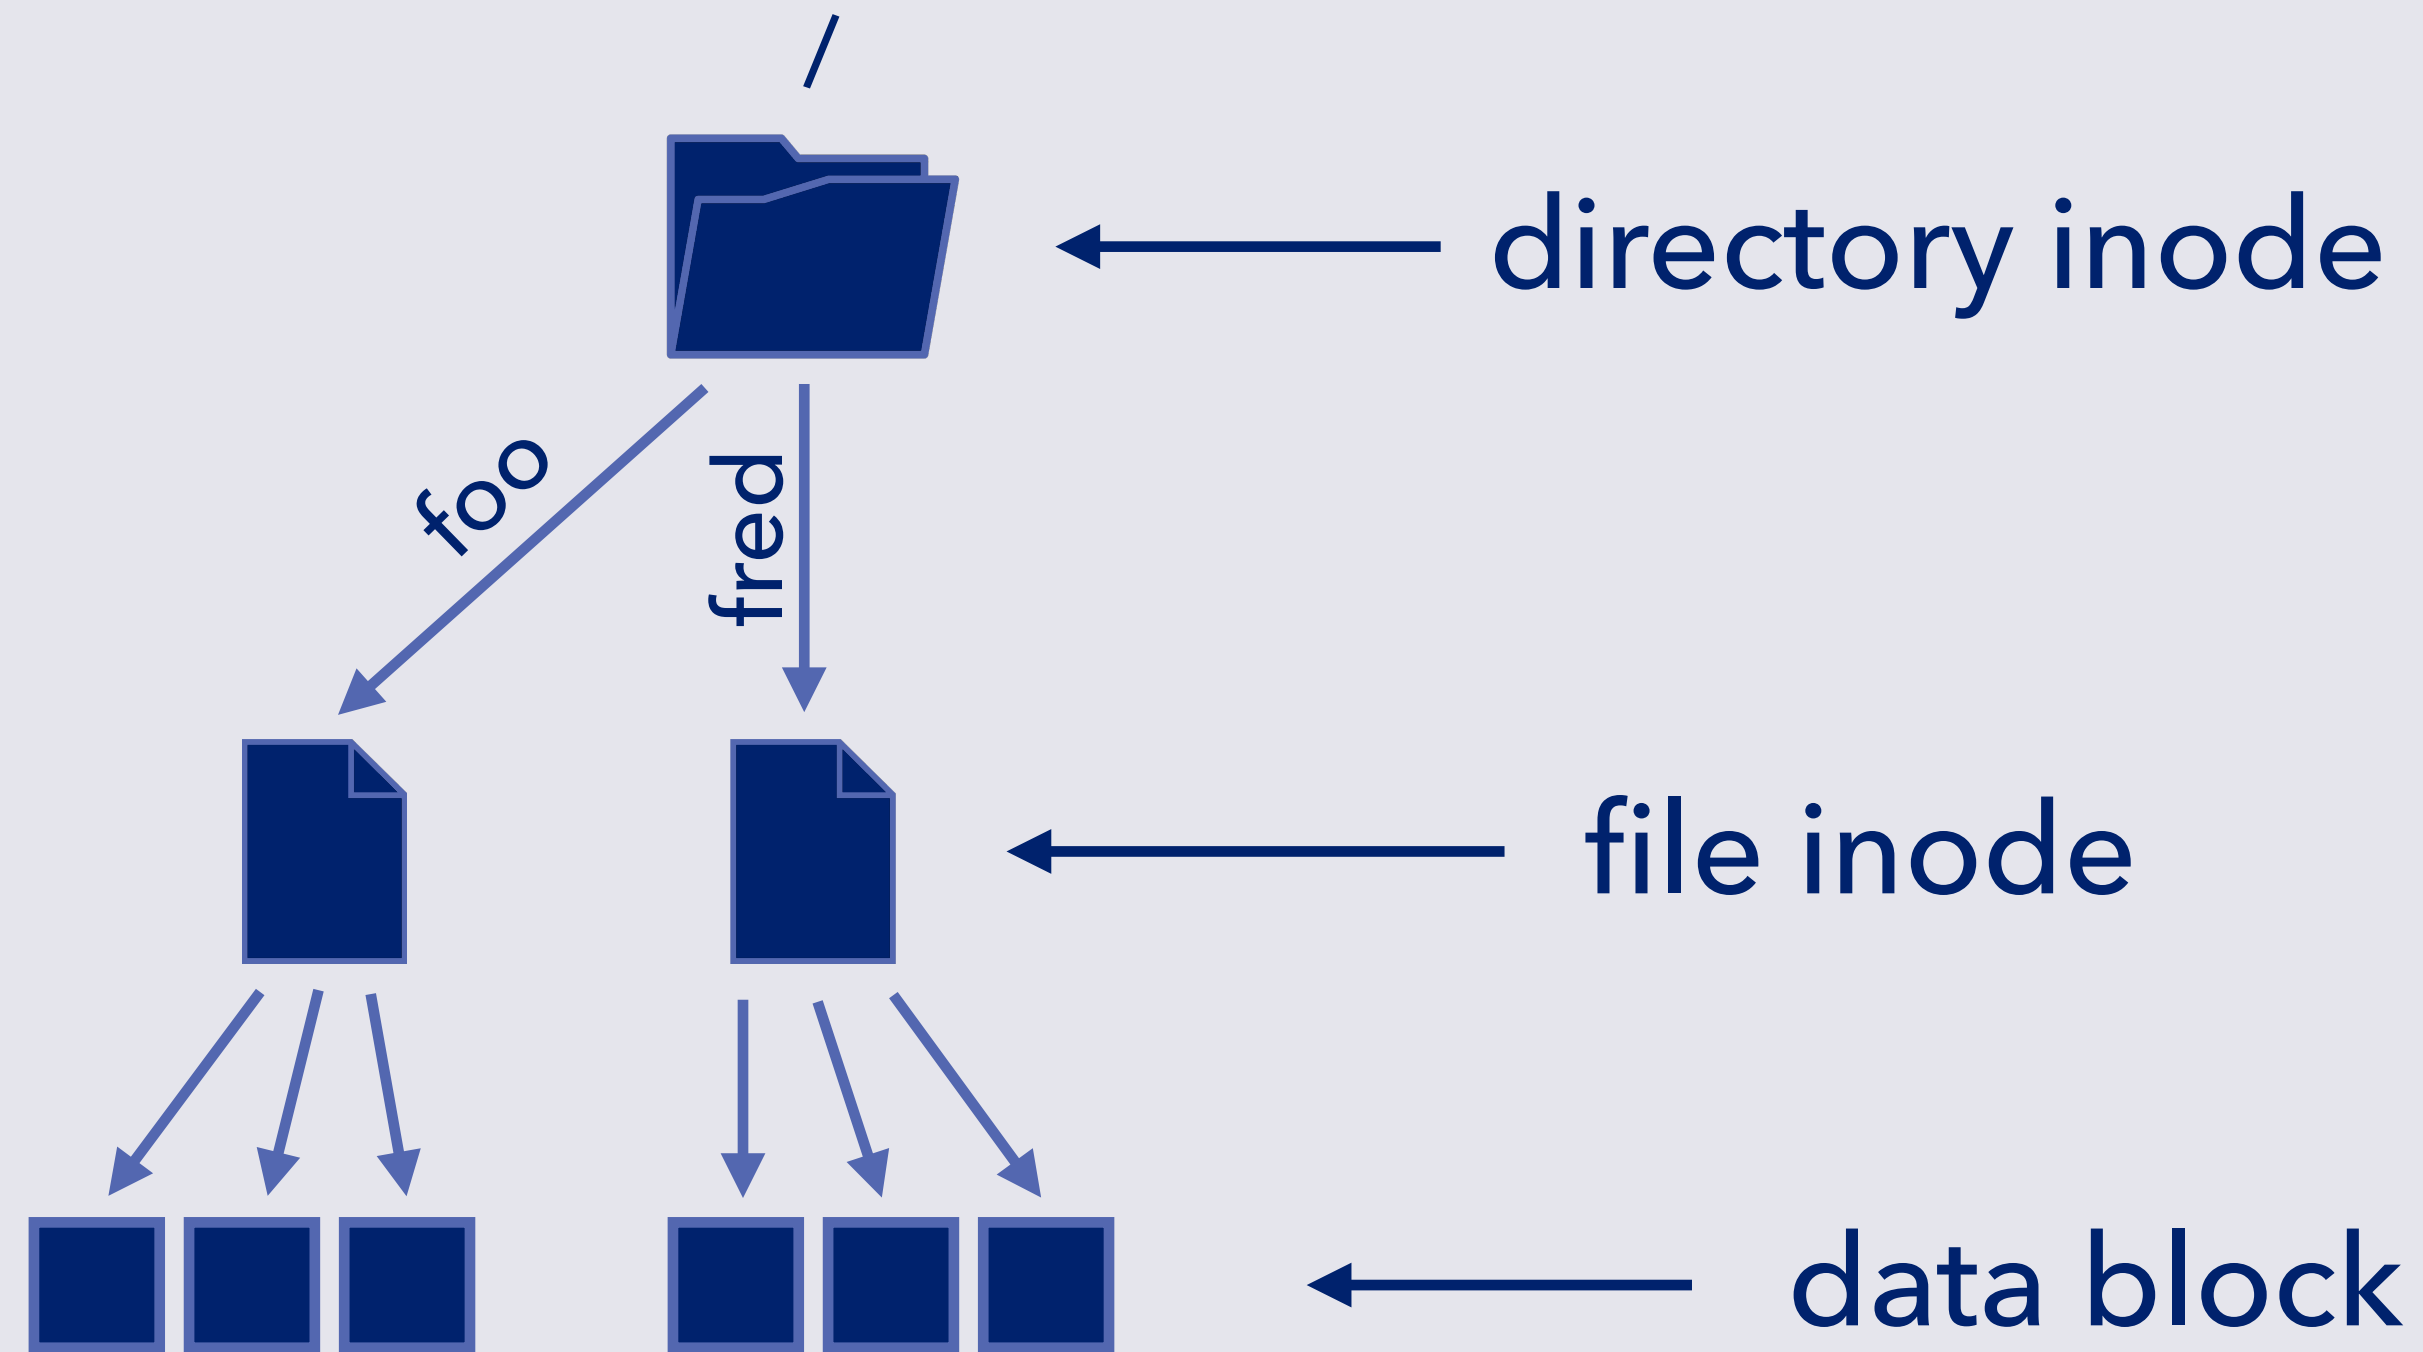 /
directory inode
foo
fred
file inode
data block